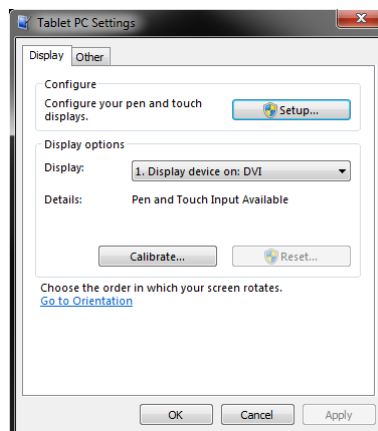 Tablet PC Settings
Display Other
Configure
Configure your pen and touch
displays.
Setup...
Display options
Display: 1. Display device on: DVI
Details: Pen and Touch Input Available
Calibrate... Reset...
Choose the order in which your screen rotates.
Go to Orientation
OK Cancel Apply